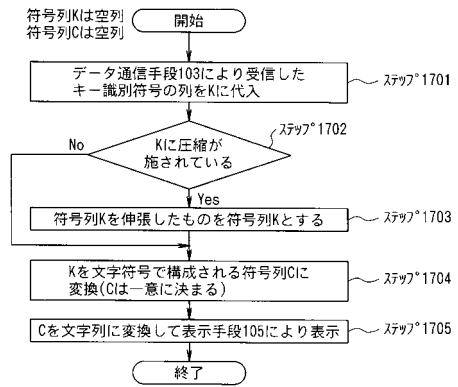 符号列Kは空列
符号列Cは空列
開始
データ通信手段103により受信した
キー識別符号の列をKに代入
ステップ1701
Kに圧縮が
施されている
ステップ1702
No
Yes
符号列Kを伸張したものを符号列Kとする
ステップ1703
Kを文字符号で構成される符号列Cに
変換(Cは一意に決まる)
ステップ1704
Cを文字列に変換して表示手段105により表示
ステップ1705
終了